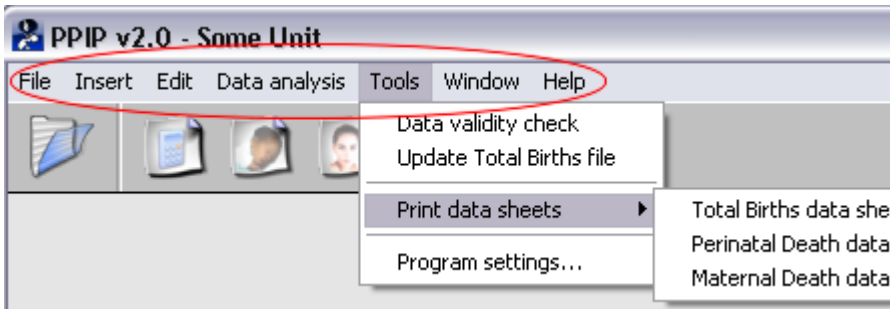 PPIP v2.0 - Some Unit
File Insert Edit Data analysis Tools Window Help
Data validity check
Update Total Births file
Print data sheets
Program settings...
Total Births data she
Perinatal Death data
Maternal Death data